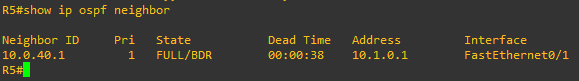 R5#show ip ospf neighbor
Neighbor ID     Pri   State           Dead Time   Address         Interface
10.0.40.1         1   FULL/BDR        00:00:38    10.1.0.1        FastEthernet0/1
R5#